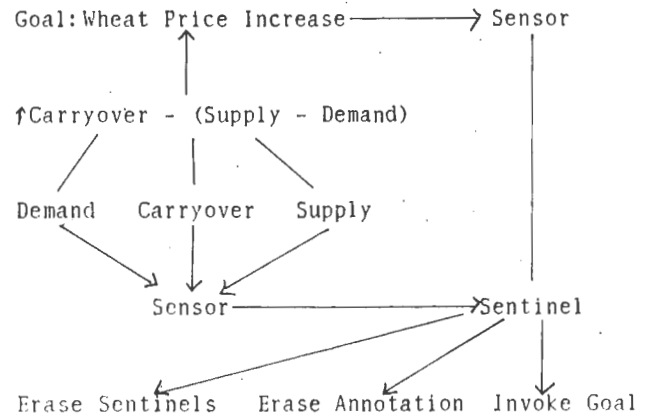 Goal: Wheat Price Increase Sensor
↑Carryover - (Supply - Demand)
Demand Carryover Supply
Sensor Sentinel
Erase Sentinels Erase Annotation Invoke Goal